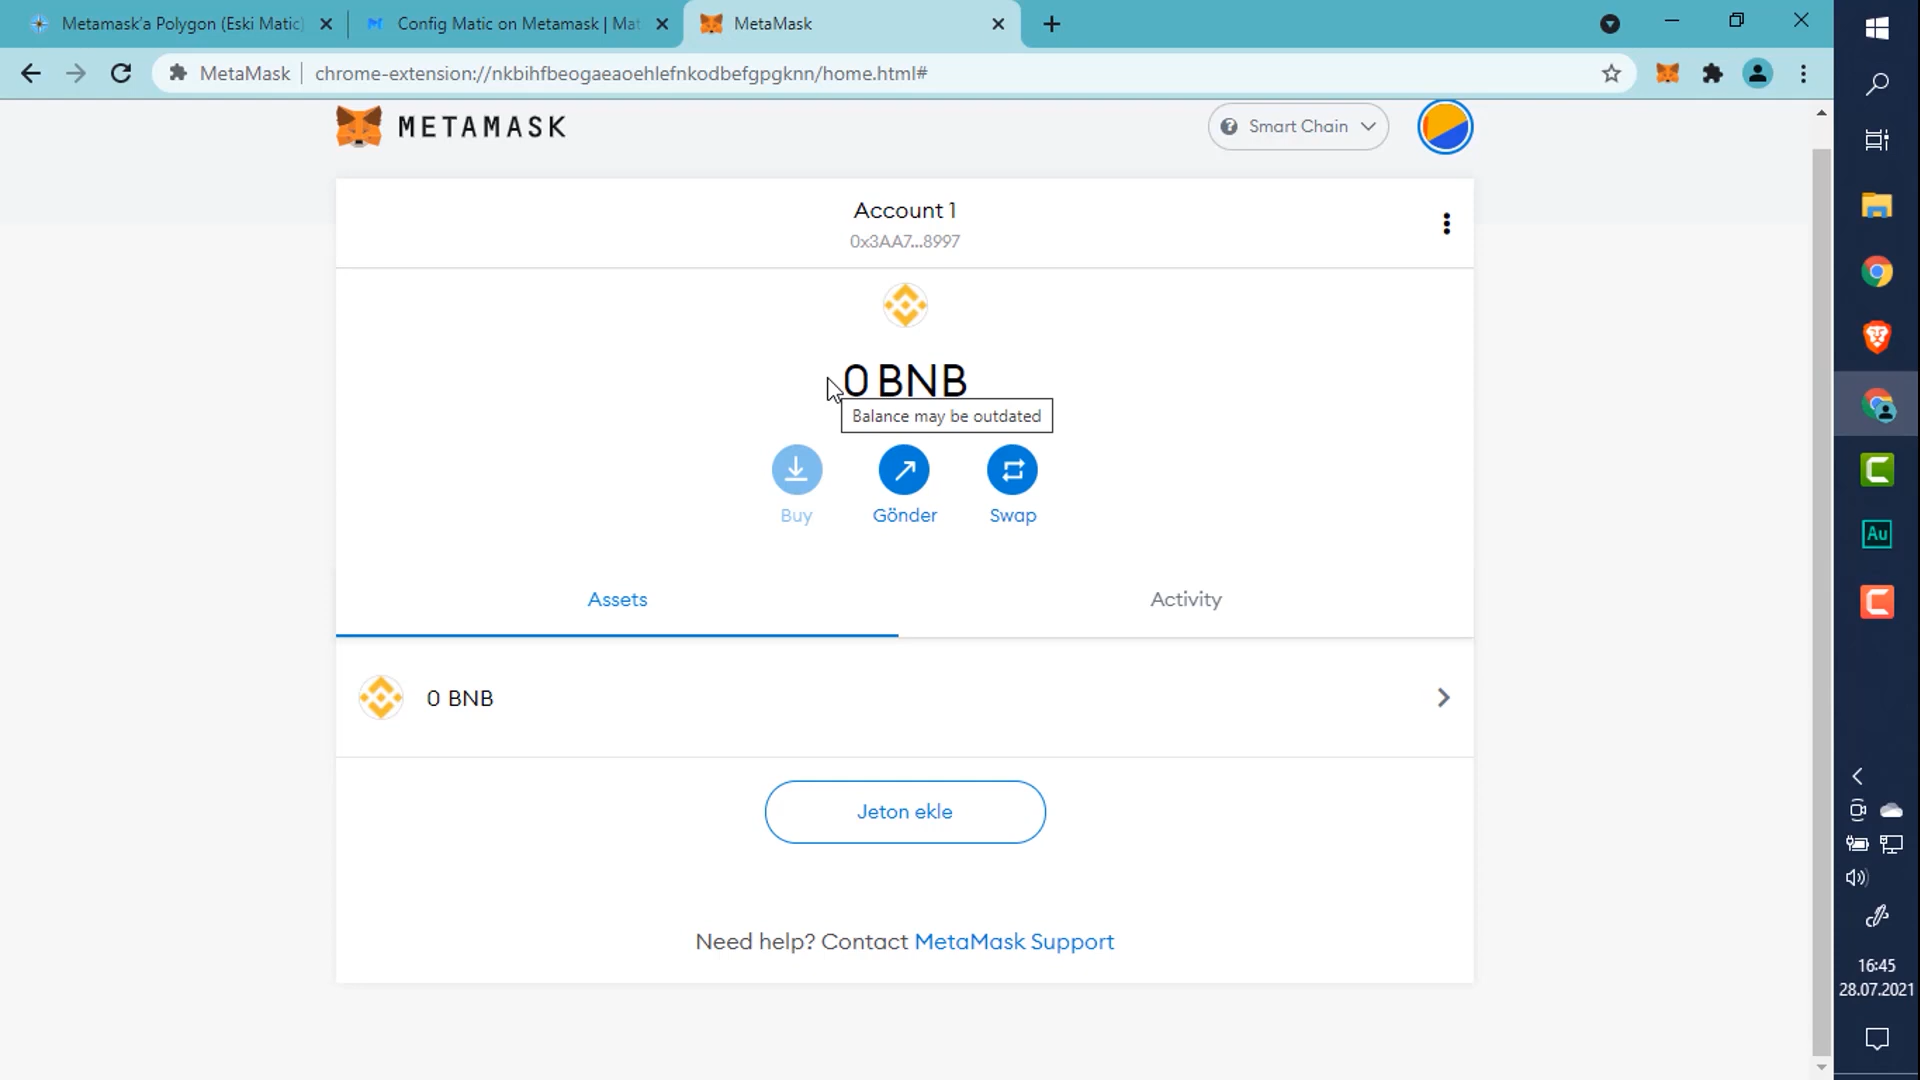 Metamask'a Polygon (Eski Matic)
Config Matic on Metamask | Mat
MetaMask
MetaMask
chrome-extension://nkbihfbeogaeaoehlefnkodbefgpgknn/home.html#
METAMASK
Smart Chain
Account 1
0x3AA7...8997
0 BNB
Balance may be outdated
Buy
Gönder
Swap
Assets
Activity
0 BNB
Jeton ekle
Need help? Contact MetaMask Support
Au
16:45
28.07.2021